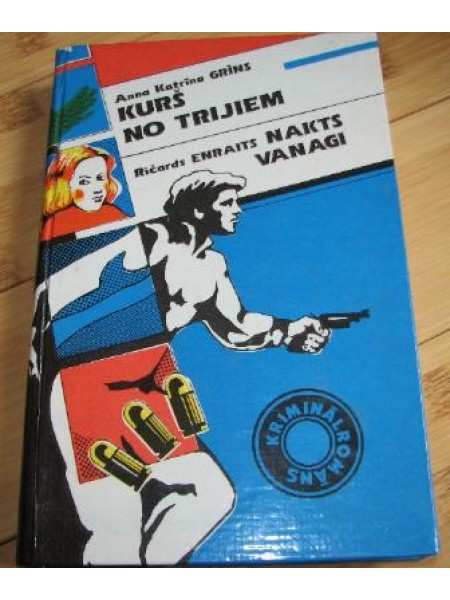 Anna Katrīna GRĪNS
KURŠ
NO TRIJIEM
Ričards ENRAITS NAKTS
VANAGI
KRIMINĀLROMĀNS